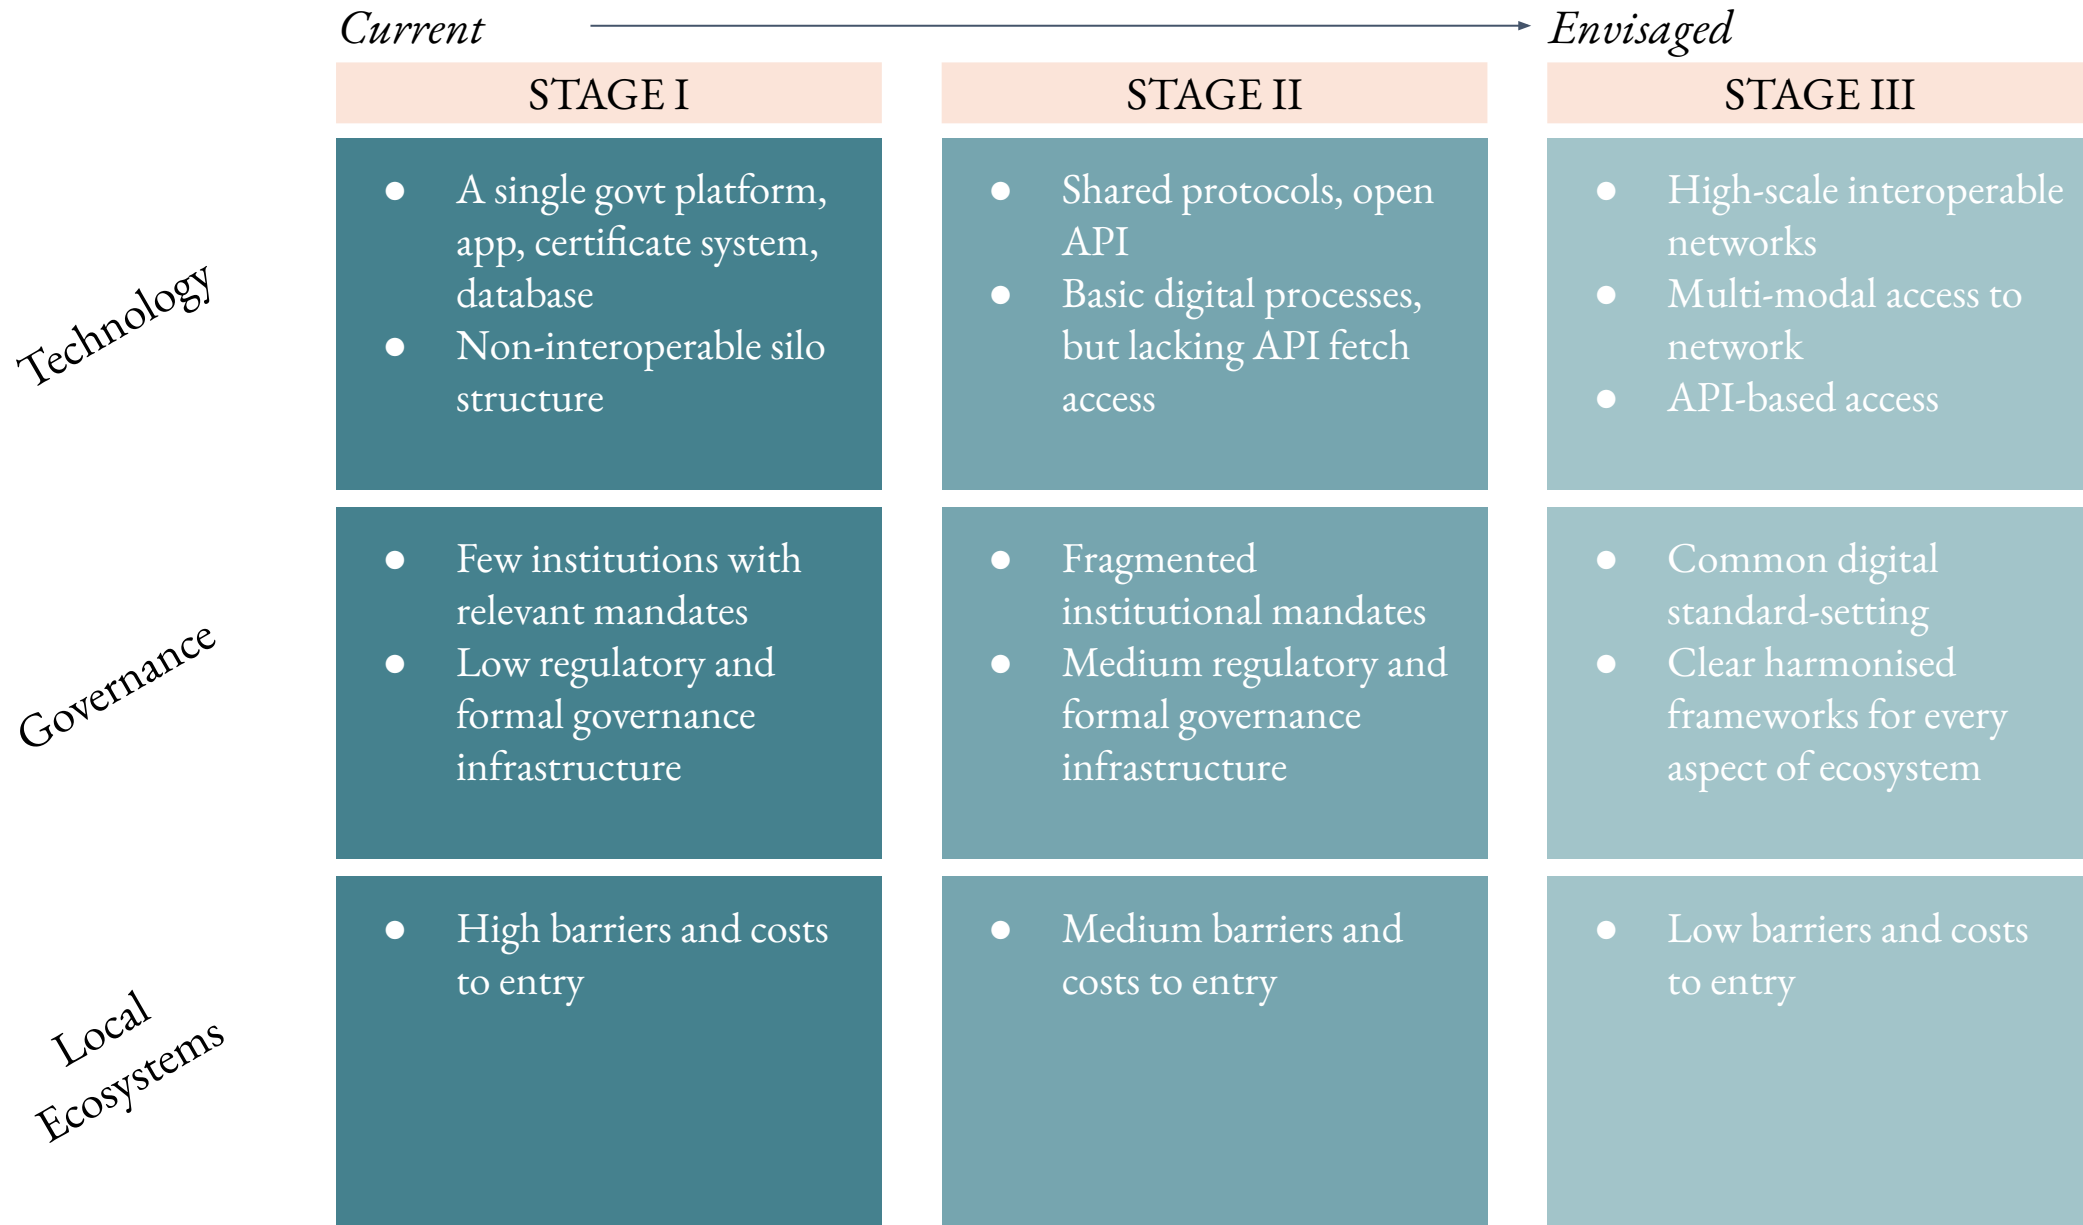 Current
Envisaged
STAGE I
STAGE II
STAGE III
Technology
● A single govt platform,
app, certificate system,
database
● Non-interoperable silo
structure
● Shared protocols, open
API
● Basic digital processes,
but lacking API fetch
access
● High-scale interoperable
networks
● Multi-modal access to
network
● API-based access
Governance
● Few institutions with
relevant mandates
● Low regulatory and
formal governance
infrastructure
● Fragmented
institutional mandates
● Medium regulatory and
formal governance
infrastructure
● Common digital
standard-setting
● Clear harmonised
frameworks for every
aspect of ecosystem
Local
Ecosystems
● High barriers and costs
to entry
● Medium barriers and
costs to entry
● Low barriers and costs
to entry